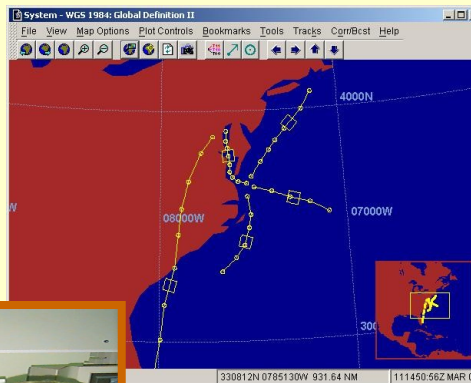 System - WGS 1984: Global Definition II
File View Map Options Plot Controls Bookmarks Tools Tracks Corr/Bcst Help
4000N
W
08000W
07000W
300
330812N 0785130W 931.64 NM
111450:56Z MAR 0